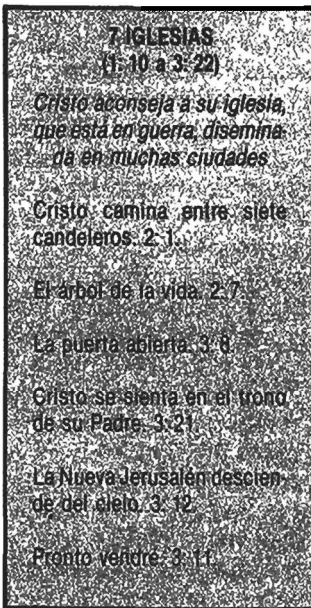 7 IGLESIAS
(1: 10 a 3: 22)
Cristo aconseja a su iglesia,
que está en guerra, disemina-
da en muchas ciudades
Cristo camina entre siete
candeleros. 2: 1.
El árbol de la vida. 2: 7.
La puerta abierta. 3: 8.
Cristo se sienta en el trono
de su Padre. 3: 21.
La Nueva Jerusalén descien-
de del cielo. 3: 12.
Pronto vendré. 3: 11.